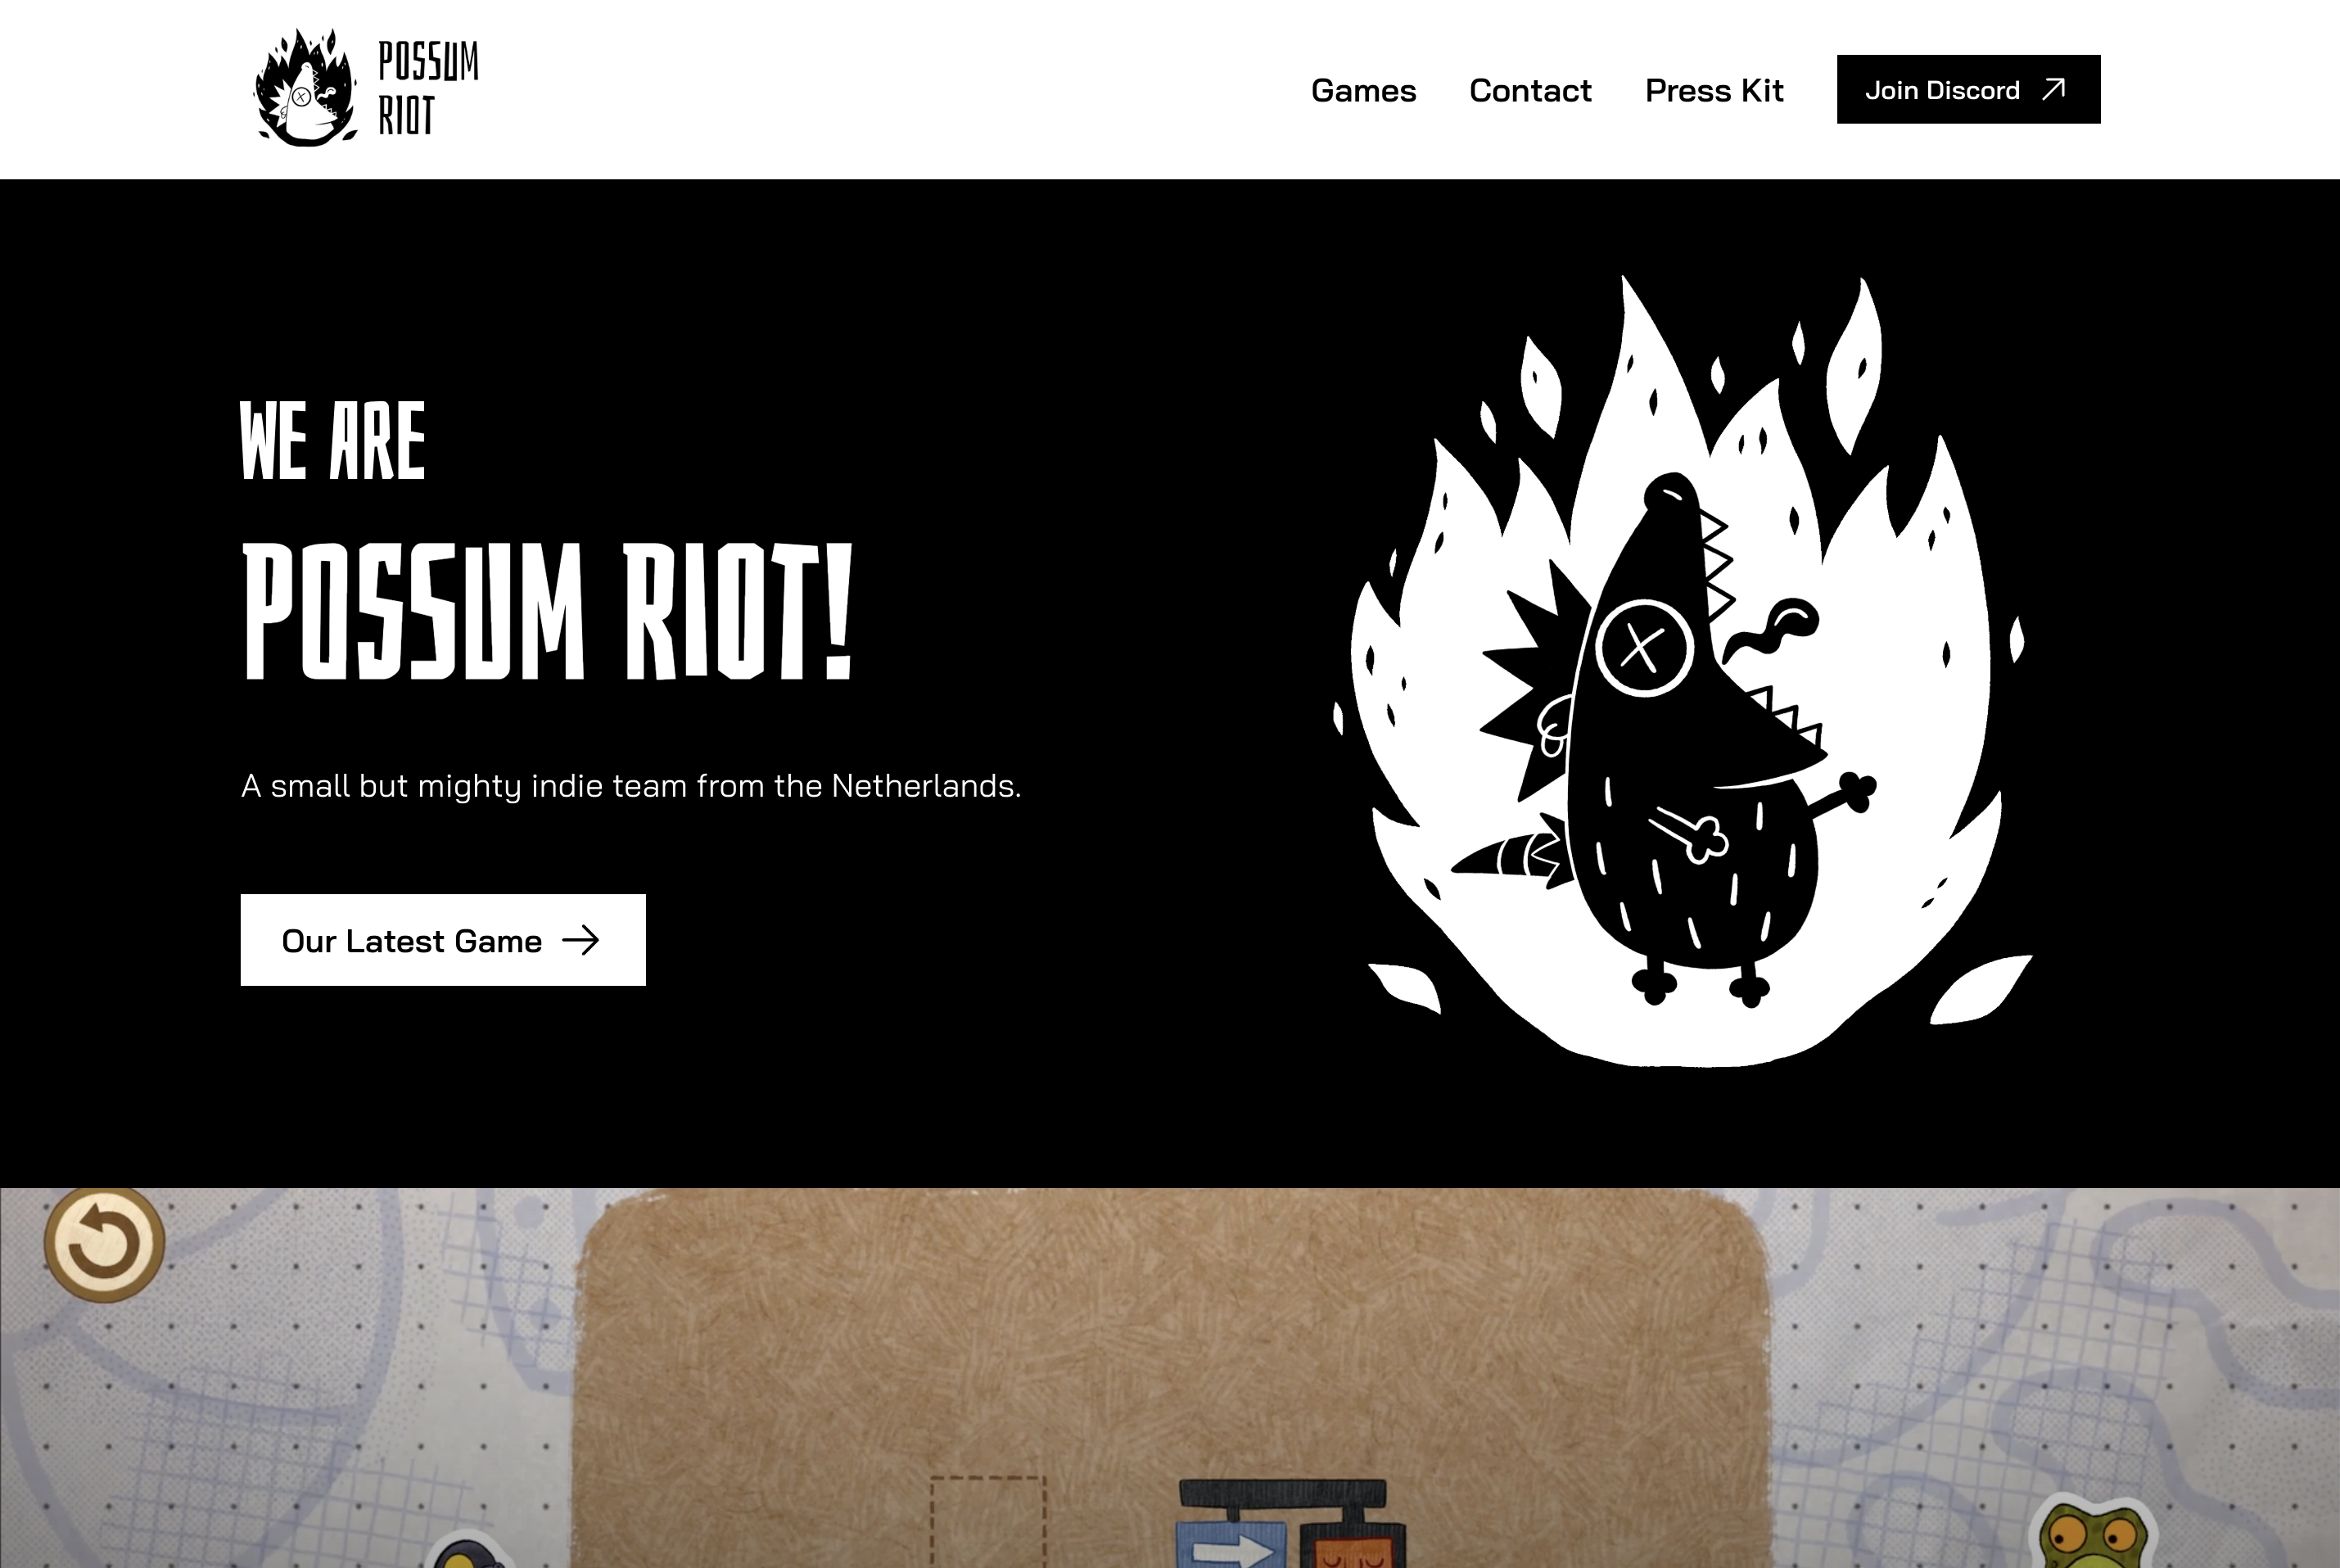 POSSUM
RIOT
Games Contact Press Kit Join Discord
WE ARE
POSSUM RIOT!
A small but mighty indie team from the Netherlands.
Our Latest Game